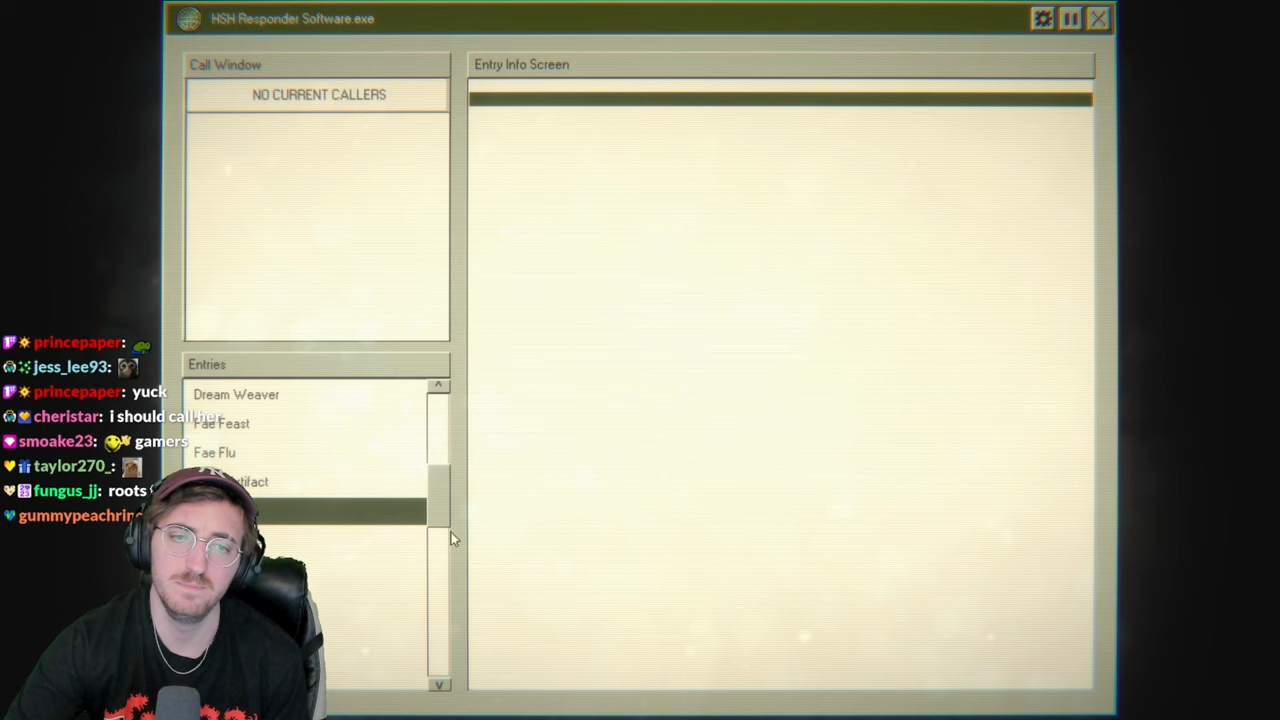 HSH Responder Software.exe
Call Window
NO CURRENT CALLERS
Entry Info Screen
Entries
Dream Weaver
Fae Feast
Fae Flu
princepaper:
jess_lee93:
princepaper: yuck
cheristar: i should call her
smoake23: gamers
taylor270_:
fungus_jj: roots